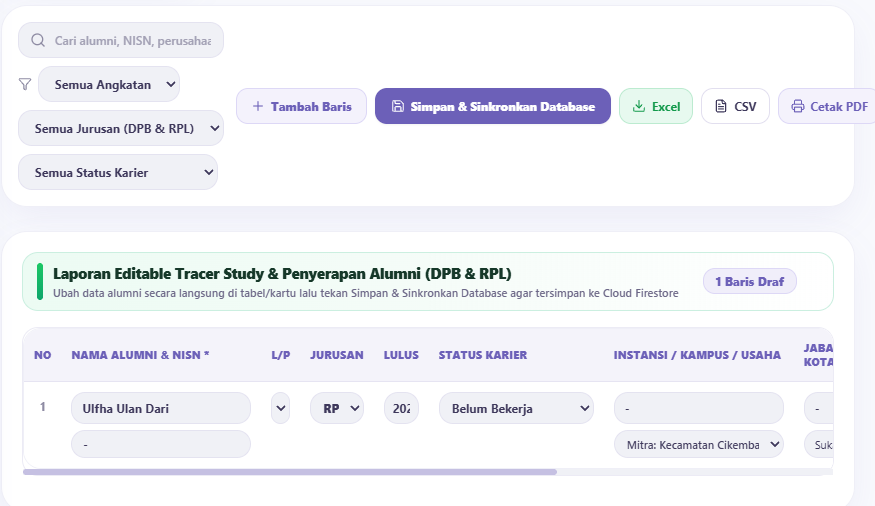 Cari alumni, NISN, perusahaa
Semua Angkatan
Semua Jurusan (DPB & RPL)
Semua Status Karier
+ Tambah Baris
Simpan & Sinkronkan Database
Excel
CSV
Cetak PDF
Laporan Editable Tracer Study & Penyerapan Alumni (DPB & RPL)
Ubah data alumni secara langsung di tabel/kartu lalu tekan Simpan & Sinkronkan Database agar tersimpan ke Cloud Firestore
1 Baris Draf
NO NAMA ALUMNI & NISN * L/P JURUSAN LULUS STATUS KARIER INSTANSI / KAMPUS / USAHA JABA
KOTA
1 Ulfha Ulan Dari RP 202 Belum Bekerja - -
- Mitra: Kecamatan Cikemba Suk